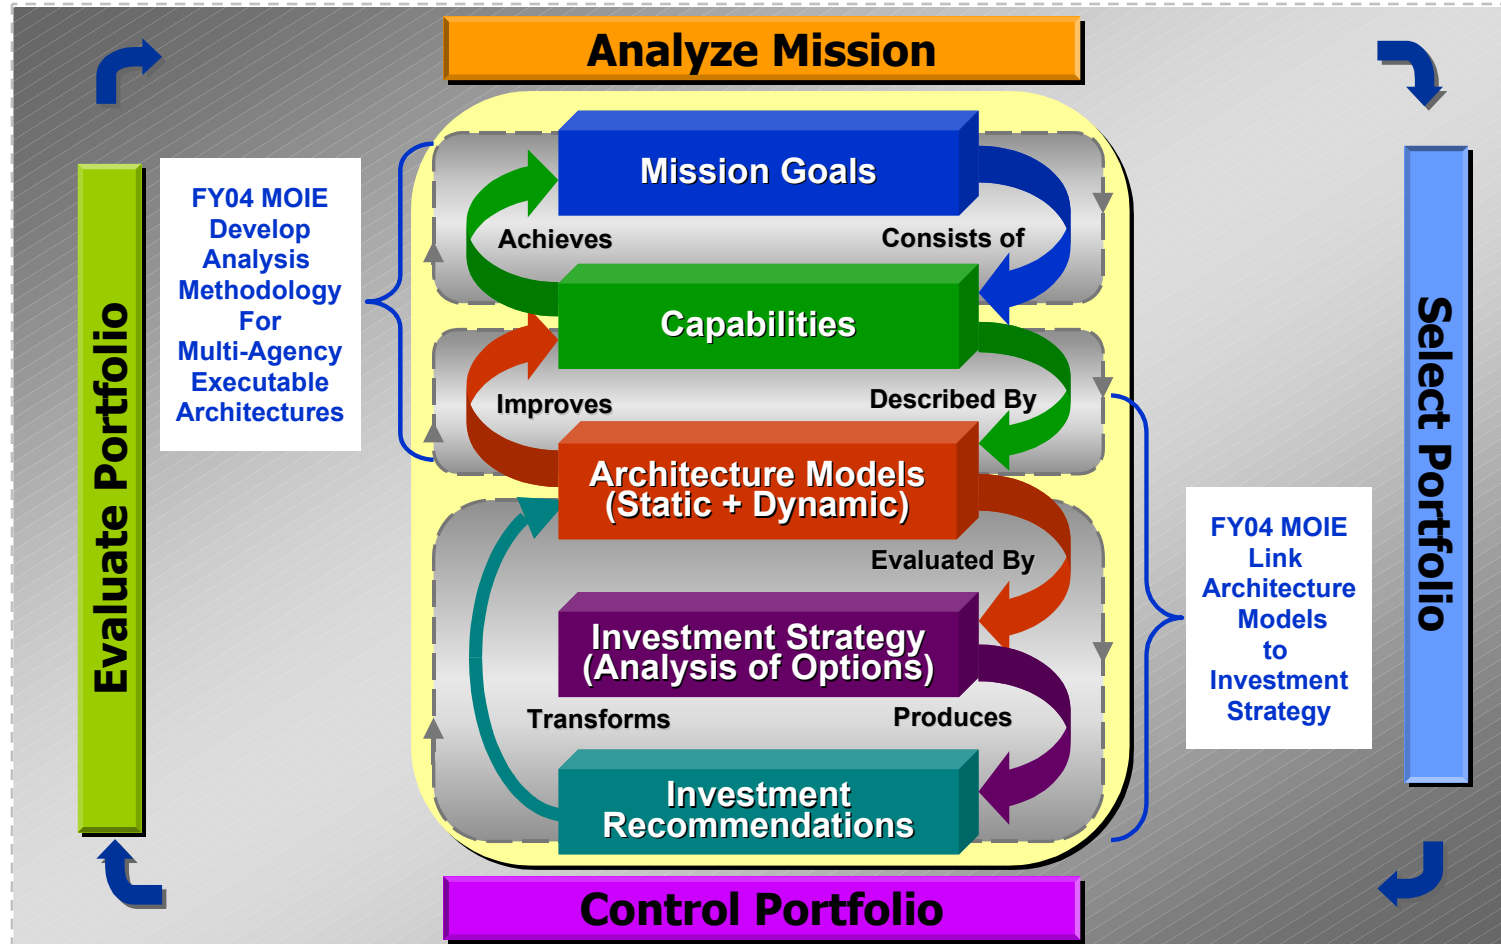 Analyze Mission
Mission Goals
Achieves
Consists of
Capabilities
Improves
Described By
Architecture Models
(Static + Dynamic)
Evaluated By
Investment Strategy
(Analysis of Options)
Transforms
Produces
Investment
Recommendations
Control Portfolio
Evaluate Portfolio
FY04 MOIE
Develop
Analysis
Methodology
For
Multi-Agency
Executable
Architectures
FY04 MOIE
Link
Architecture
Models
to
Investment
Strategy
Select Portfolio